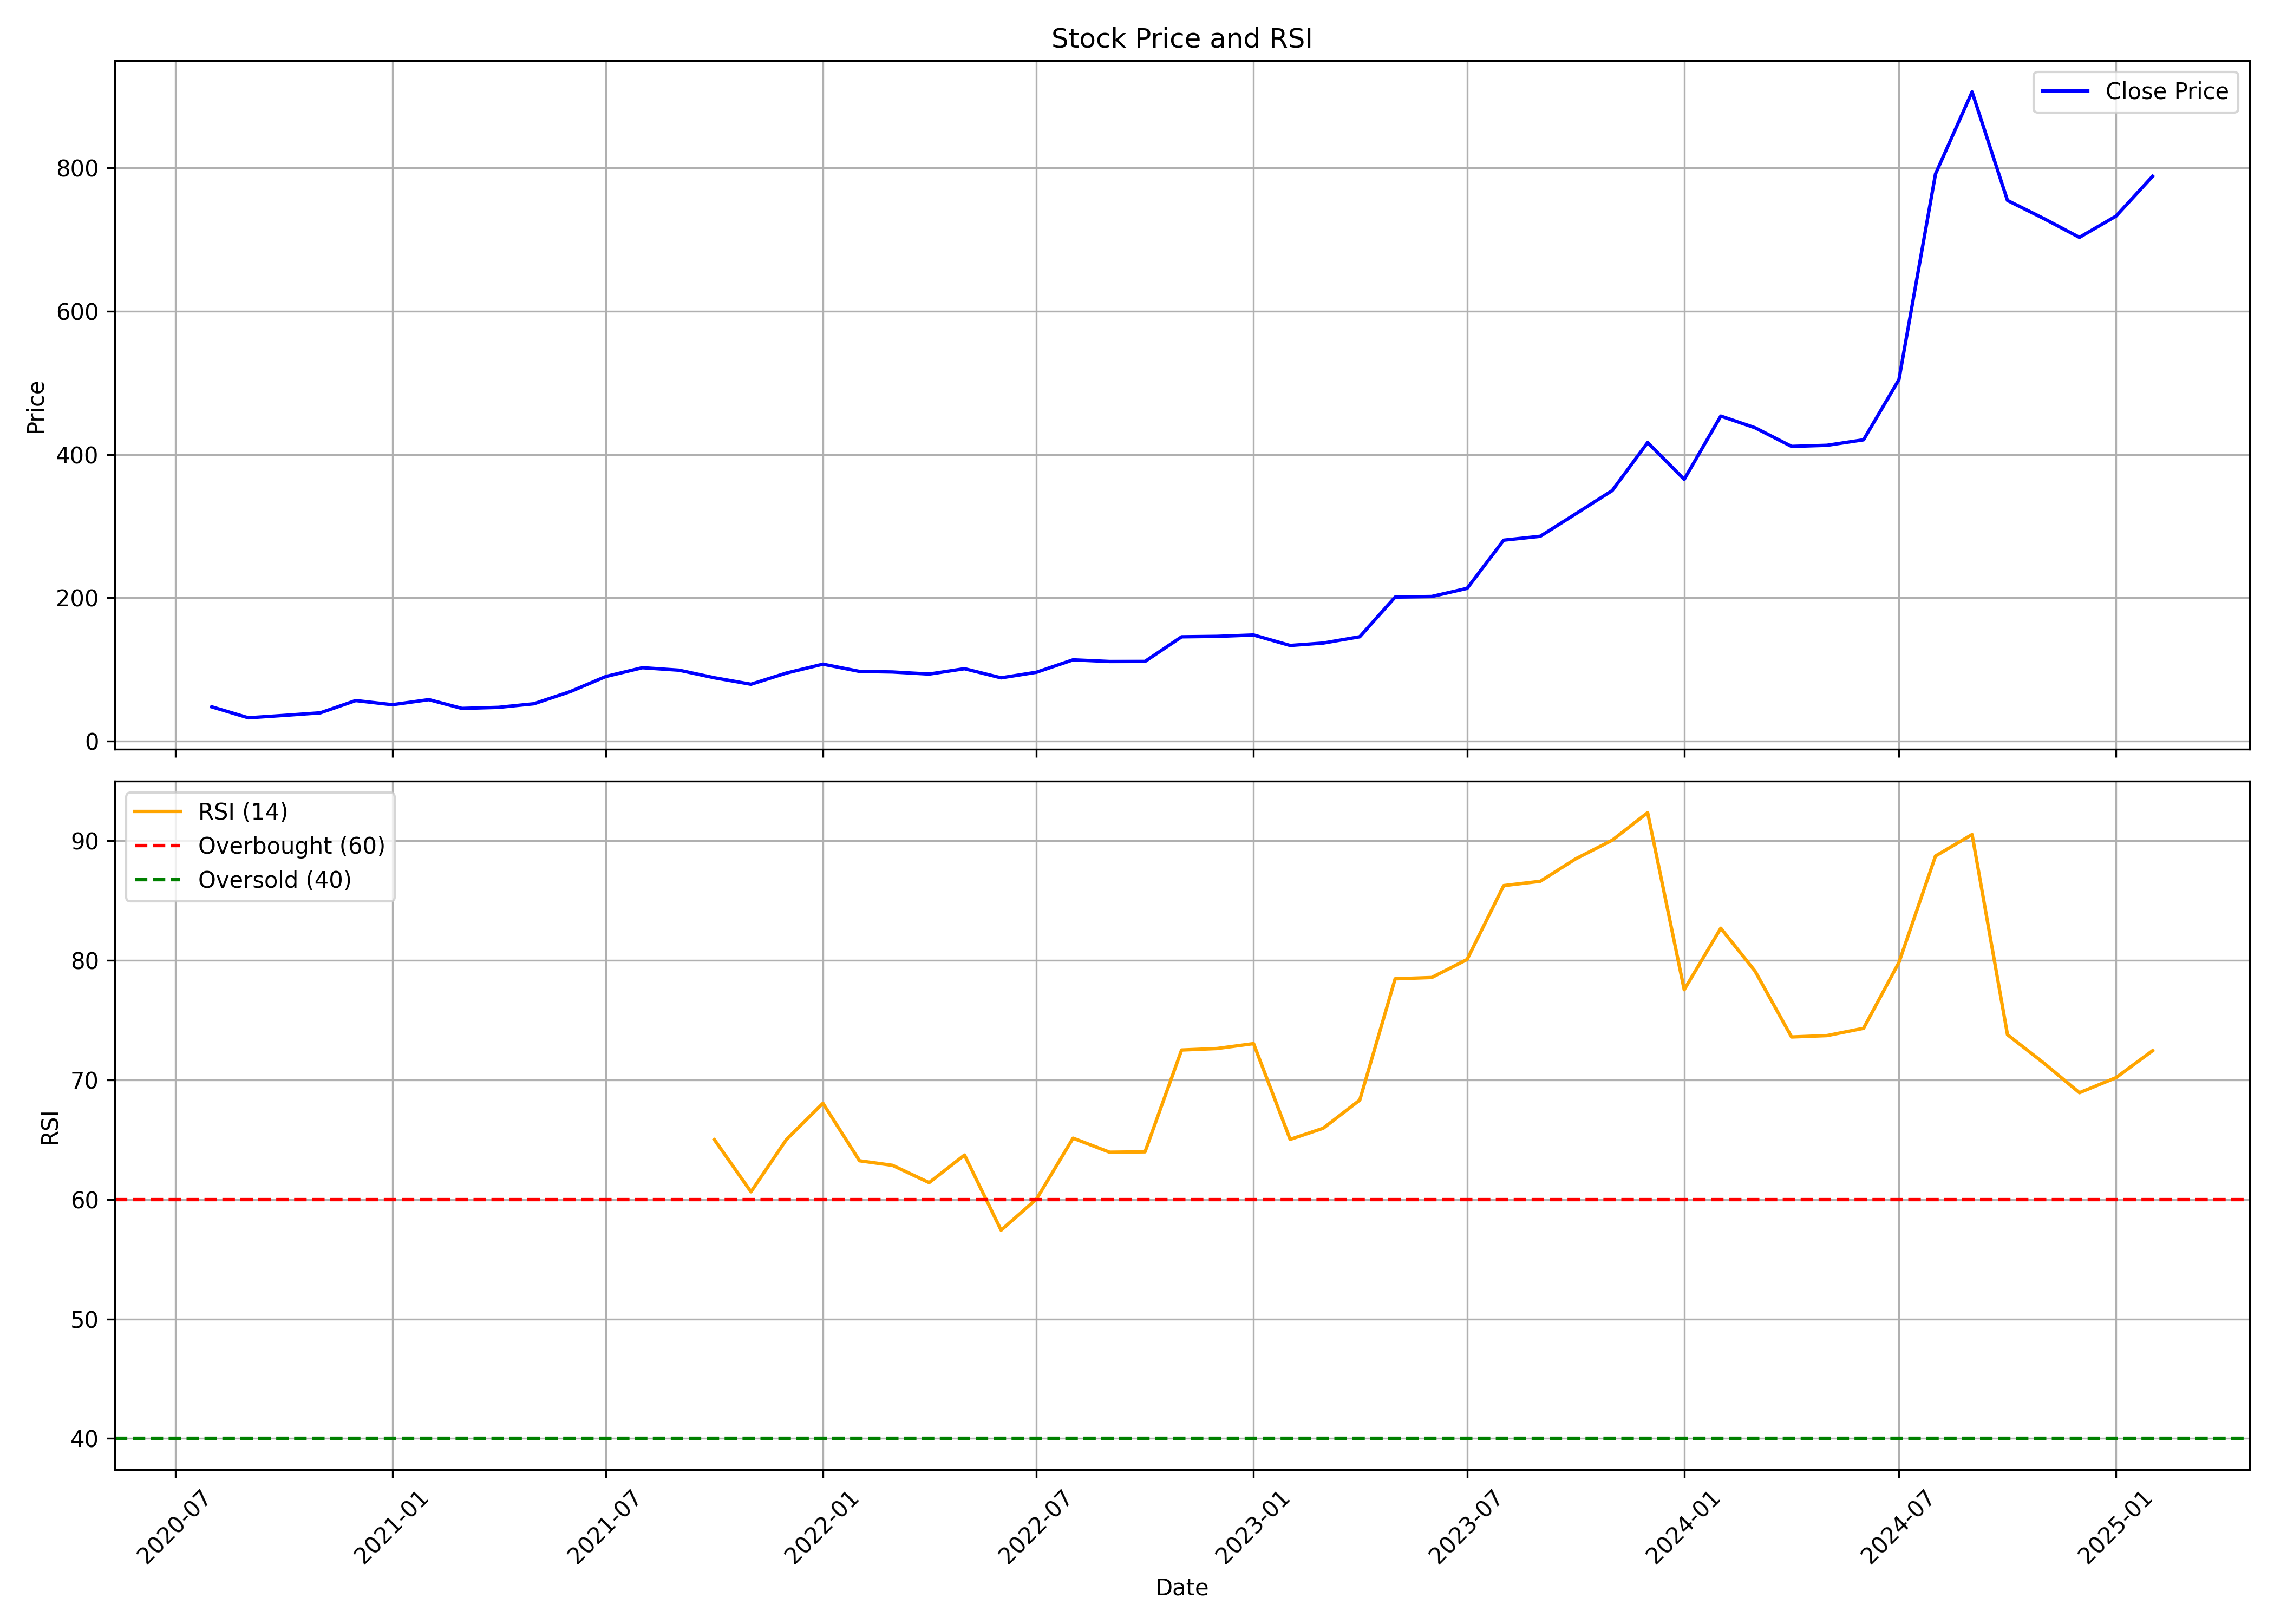 Stock Price and RSI
Close Price
Price
800
600
400
200
0
RSI (14)
Overbought (60)
Oversold (40)
RSI
90
80
70
60
50
40
2020-07
2021-01
2021-07
2022-01
2022-07
2023-01
2023-07
2024-01
2024-07
2025-01
Date